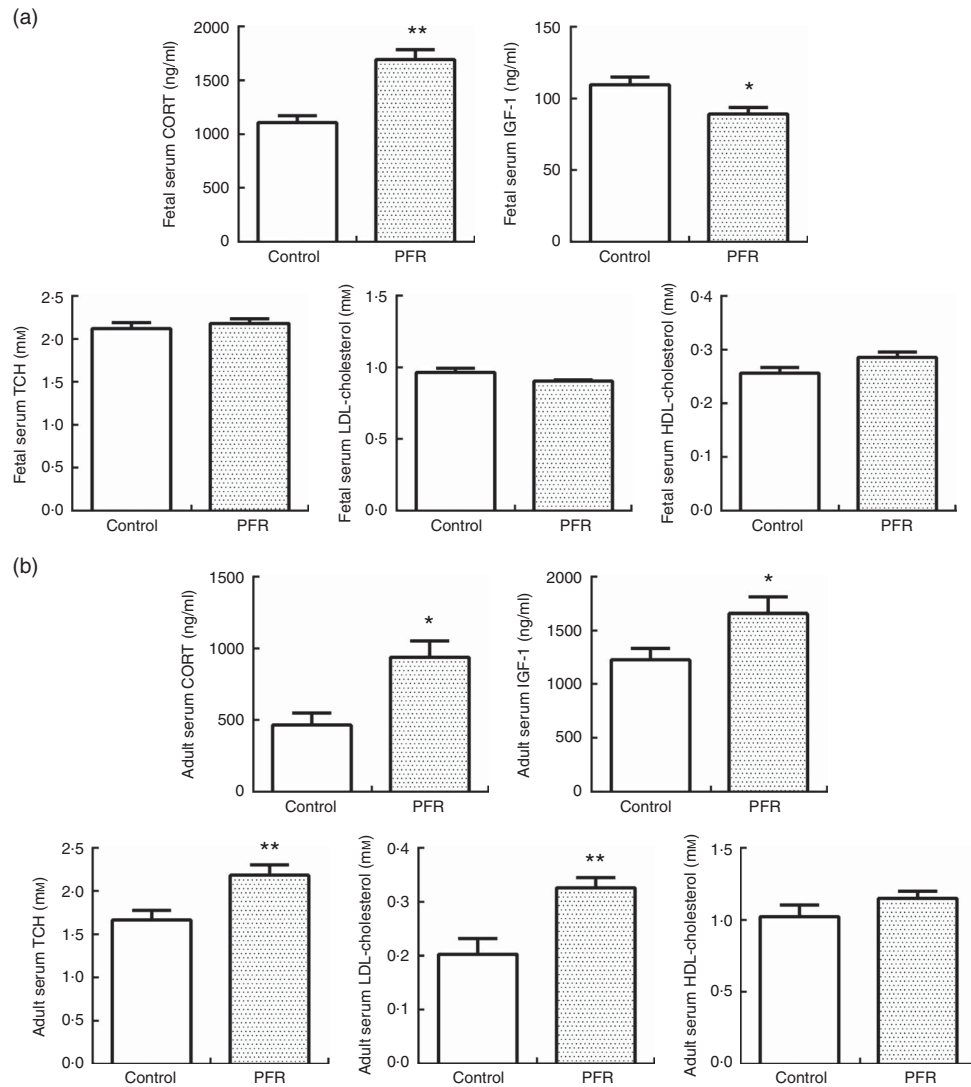 (a)
Fetal serum CORT (ng/ml)
2000
1500
1000
500
0
**
Control
PFR
Fetal serum IGF-1 (ng/ml)
150
100
50
0
*
Control
PFR
Fetal serum TCH (mM)
2·5
2·0
1·5
1·0
0·5
0·0
Control
PFR
Fetal serum LDL-cholesterol (mM)
1·5
1·0
0·5
0·0
Control
PFR
Fetal serum HDL-cholesterol (mM)
0·4
0·3
0·2
0·1
0·0
Control
PFR
(b)
Adult serum CORT (ng/ml)
1500
1000
500
0
*
Control
PFR
Adult serum IGF-1 (ng/ml)
2000
1500
1000
500
0
*
Control
PFR
Adult serum TCH (mM)
2·5
2·0
1·5
1·0
0·5
0·0
**
Control
PFR
Adult serum LDL-cholesterol (mM)
0·4
0·3
0·2
0·1
0·0
**
Control
PFR
Adult serum HDL-cholesterol (mM)
1·5
1·0
0·5
0·0
Control
PFR